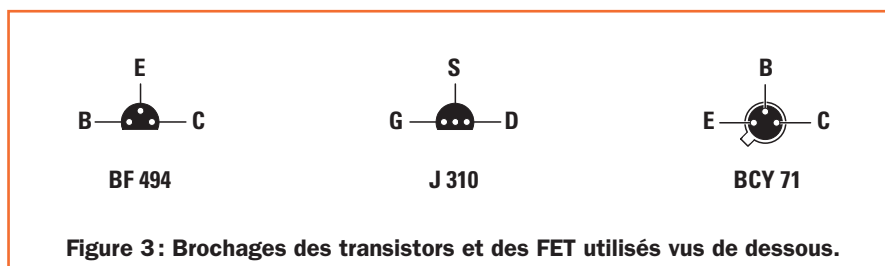 E S B
B C G D E C
BF 494 J 310 BCY 71
Figure 3: Brochages des transistors et des FET utilisés vus de dessous.